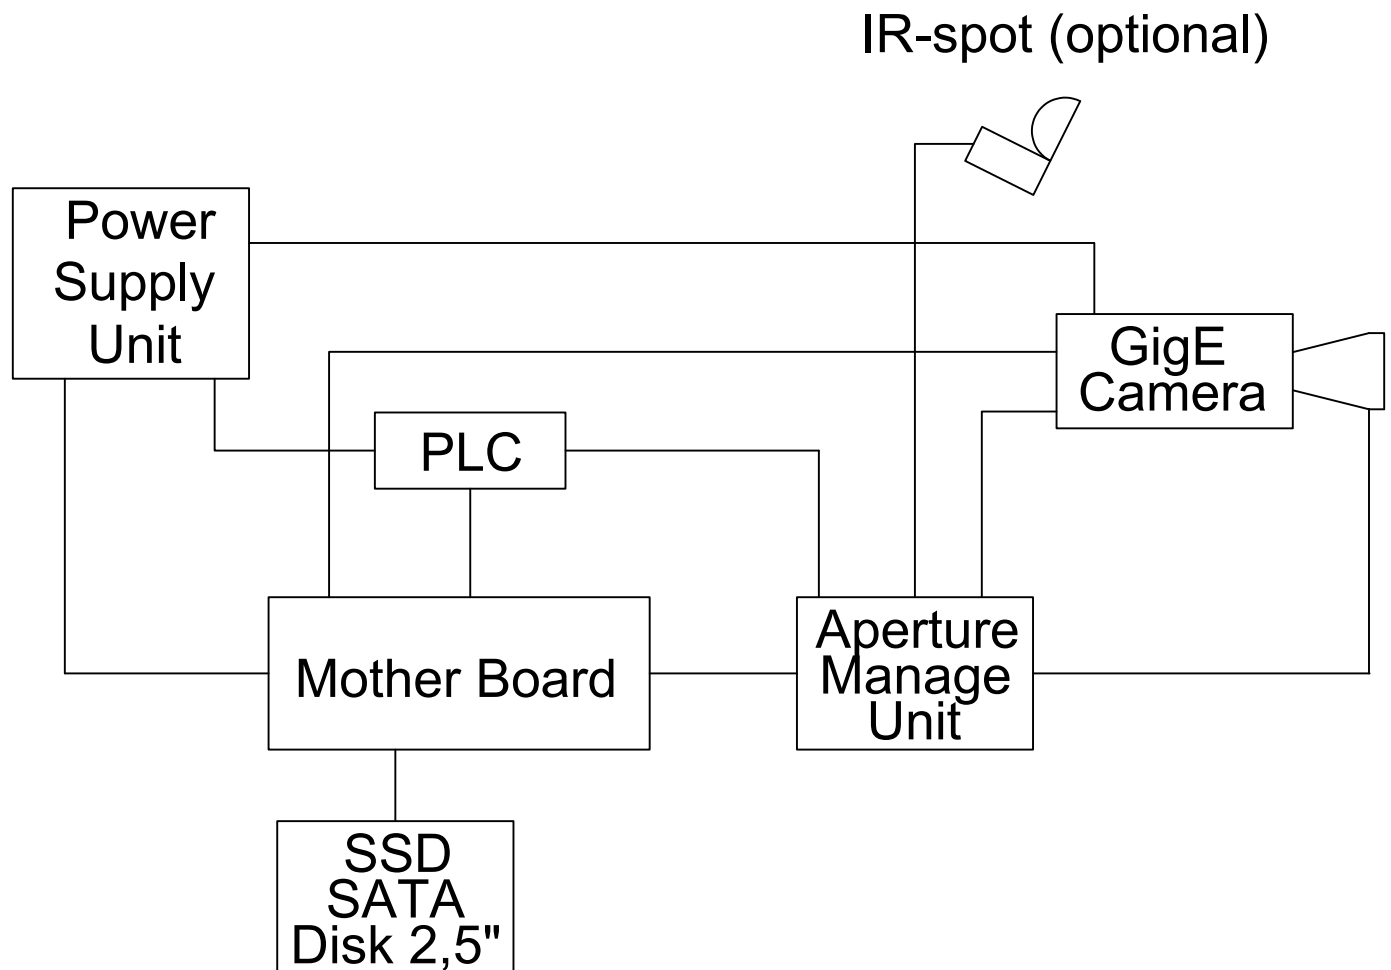 IR-spot (optional)
Power
Supply
Unit
GigE
Camera
PLC
Mother Board
Aperture
Manage
Unit
SSD
SATA
Disk 2,5"